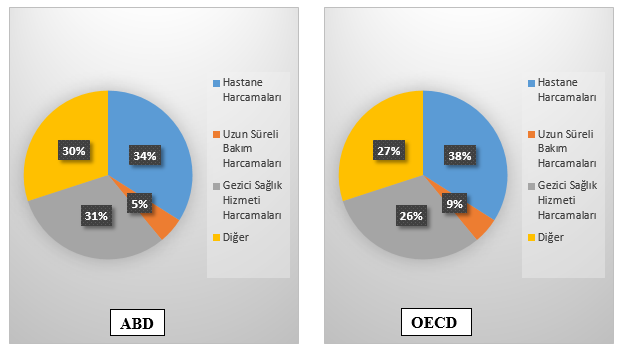 30%
34%
5%
31%
Hastane
Harcamaları
Uzun Süreli
Bakım
Harcamaları
Gezici Sağlık
Hizmeti
Harcamaları
Diğer
ABD
27%
38%
9%
26%
Hastane
Harcamaları
Uzun Süreli
Bakım
Harcamaları
Gezici Sağlık
Hizmeti
Harcamaları
Diğer
OECD